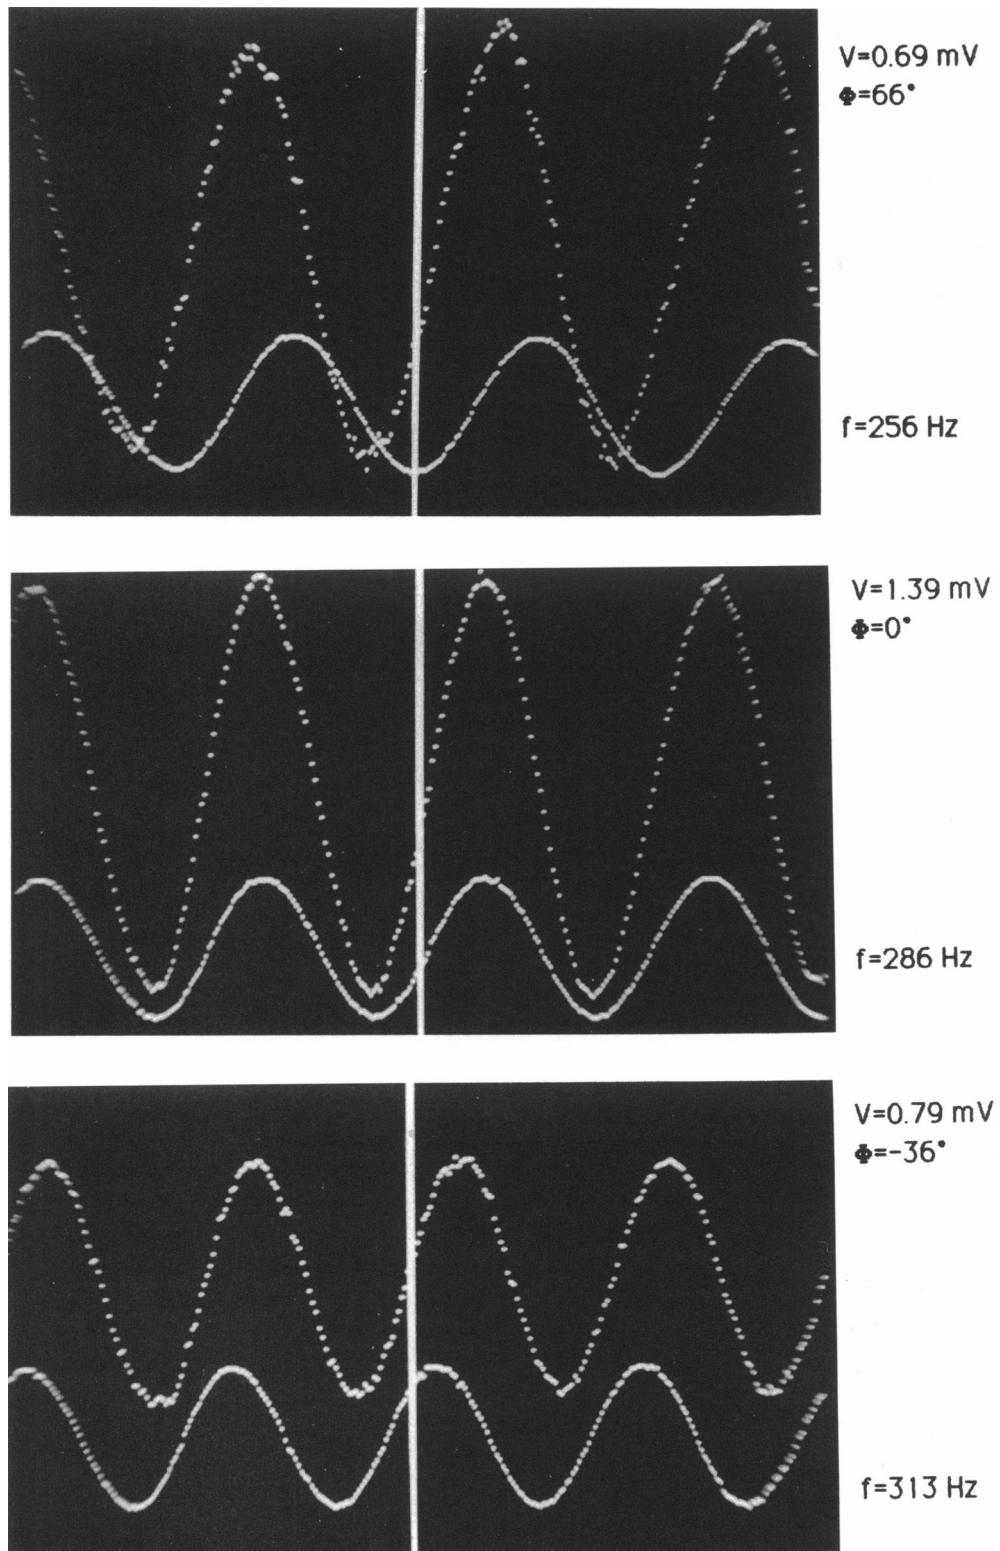 V=0.69 mV
Φ=66°
f=256 Hz
V=1.39 mV
Φ=0°
f=286 Hz
V=0.79 mV
Φ=-36°
f=313 Hz